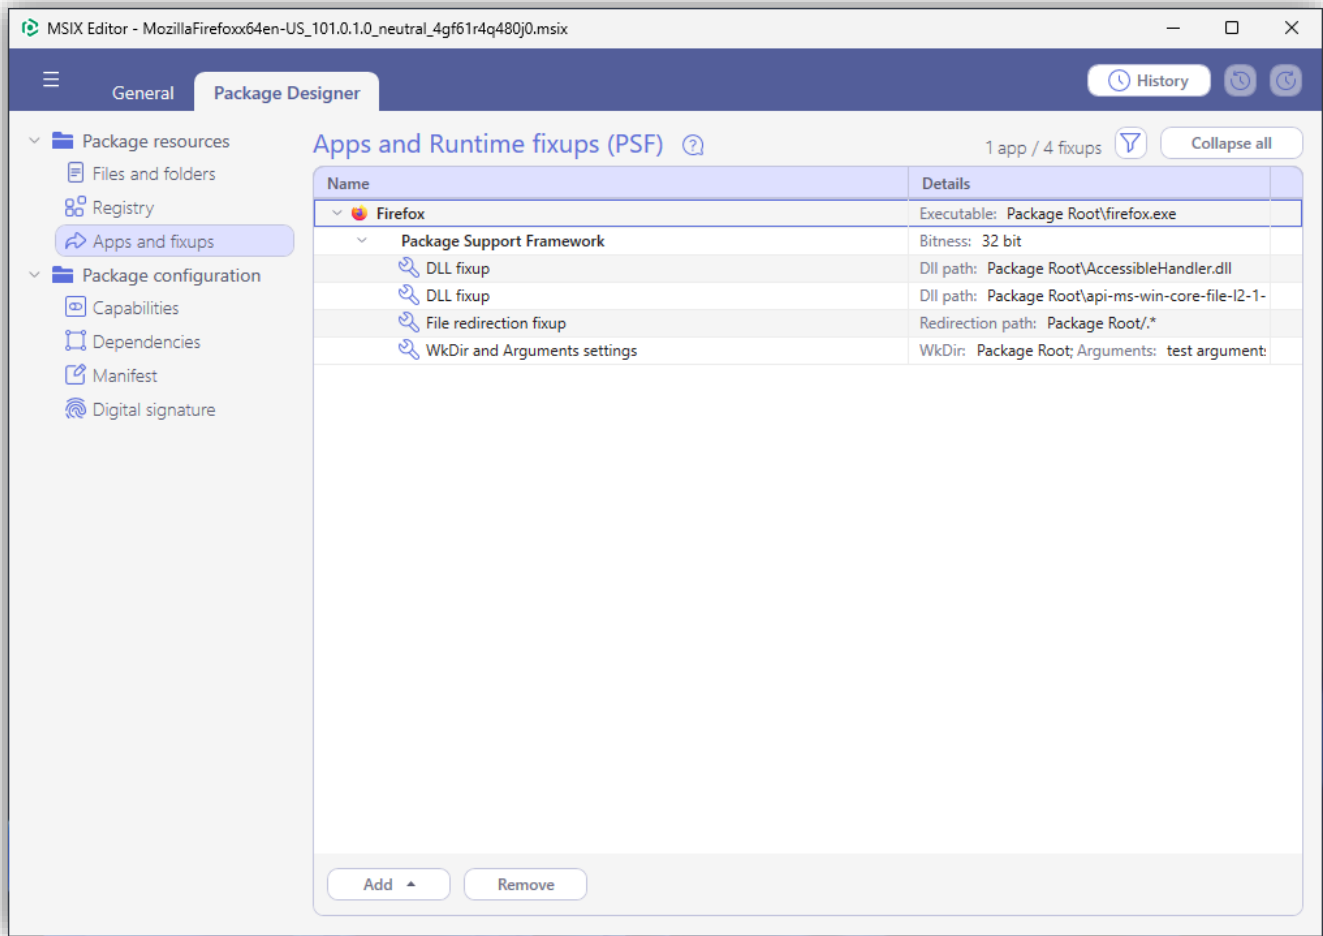 MSIX Editor - MozillaFirefoxx64en-US_101.0.1.0_neutral_4gf61r4q480j0.msix
General
Package Designer
History
Package resources
Files and folders
Registry
Apps and fixups
Package configuration
Capabilities
Dependencies
Manifest
Digital signature
Apps and Runtime fixups (PSF)
1 app / 4 fixups
Collapse all
Name Details
Firefox Executable: Package Root\firefox.exe
Package Support Framework Bitness: 32 bit
DLL fixup Dll path: Package Root\AccessibleHandler.dll
DLL fixup Dll path: Package Root\api-ms-win-core-file-l2-1-
File redirection fixup Redirection path: Package Root/.*
WkDir and Arguments settings WkDir: Package Root; Arguments: test argument
Add Remove